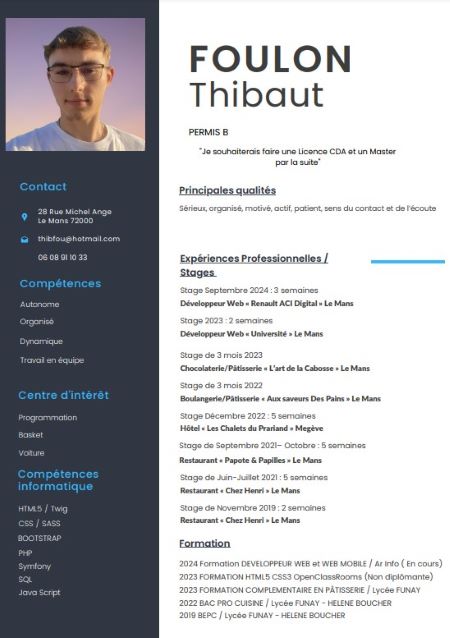 FOULON
Thibaut
PERMIS B
"Je souhaiterais faire une Licence CDA et un Master
par la suite"
Contact
28 Rue Michel Ange
Le Mans 72000
thibfou@hotmail.com
06 08 91 10 33
Compétences
Autonome
Organisé
Dynamique
Travail en équipe
Centre d'intérêt
Programmation
Basket
Voiture
Compétences
informatique
HTML5 / Twig
CSS / SASS
BOOTSTRAP
PHP
Symfony
SQL
Java Script
Principales qualités
Sérieux, organisé, motivé, actif, patient, sens du contact et de l'écoute
Expériences Professionnelles /
Stages
Stage Septembre 2024 : 3 semaines
Développeur Web « Renault ACI Digital » Le Mans
Stage 2023 : 2 semaines
Développeur Web « Université » Le Mans
Stage de 3 mois 2023
Chocolaterie/Pâtisserie « L'art de la Cabosse » Le Mans
Stage de 3 mois 2022
Boulangerie/Pâtisserie « Aux saveurs Des Pains » Le Mans
Stage Décembre 2022 : 5 semaines
Hôtel « Les Chalets du Prariand » Megève
Stage de Septembre 2021– Octobre : 5 semaines
Restaurant « Papote & Papilles » Le Mans
Stage de Juin-Juillet 2021 : 5 semaines
Restaurant « Chez Henri » Le Mans
Stage de Novembre 2019 : 2 semaines
Restaurant « Chez Henri » Le Mans
Formation
2024 Formation DEVELOPPEUR WEB et WEB MOBILE / Ar Info ( En cours)
2023 FORMATION HTML5 CSS3 OpenClassRooms (Non diplômante)
2023 FORMATION COMPLEMENTAIRE EN PÂTISSERIE / Lycée FUNAY
2022 BAC PRO CUISINE / Lycée FUNAY - HELENE BOUCHER
2019 BEPC / Lycée FUNAY - HELENE BOUCHER